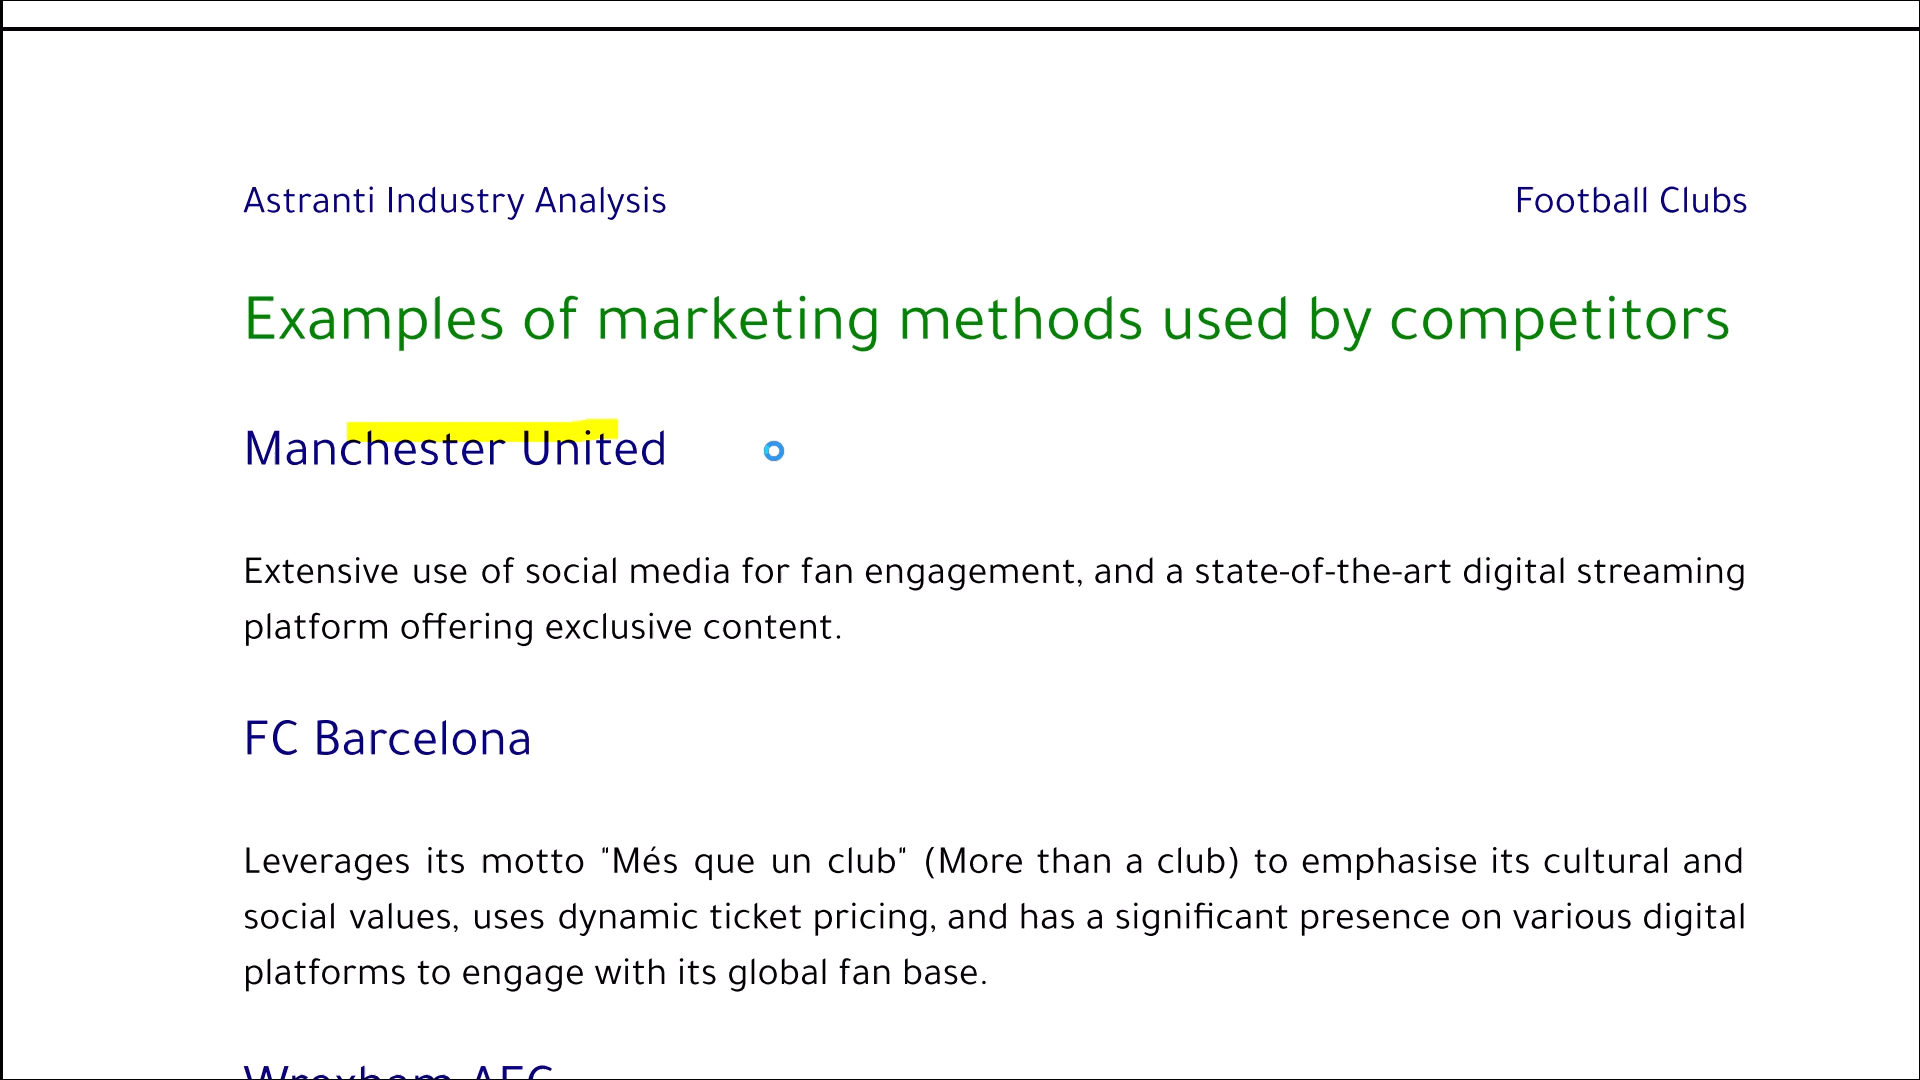 Astranti Industry Analysis
Football Clubs
Examples of marketing methods used by competitors
Manchester United
Extensive use of social media for fan engagement, and a state-of-the-art digital streaming
platform offering exclusive content.
FC Barcelona
Leverages its motto "Més que un club" (More than a club) to emphasise its cultural and
social values, uses dynamic ticket pricing, and has a significant presence on various digital
platforms to engage with its global fan base.
Wrexham AFC